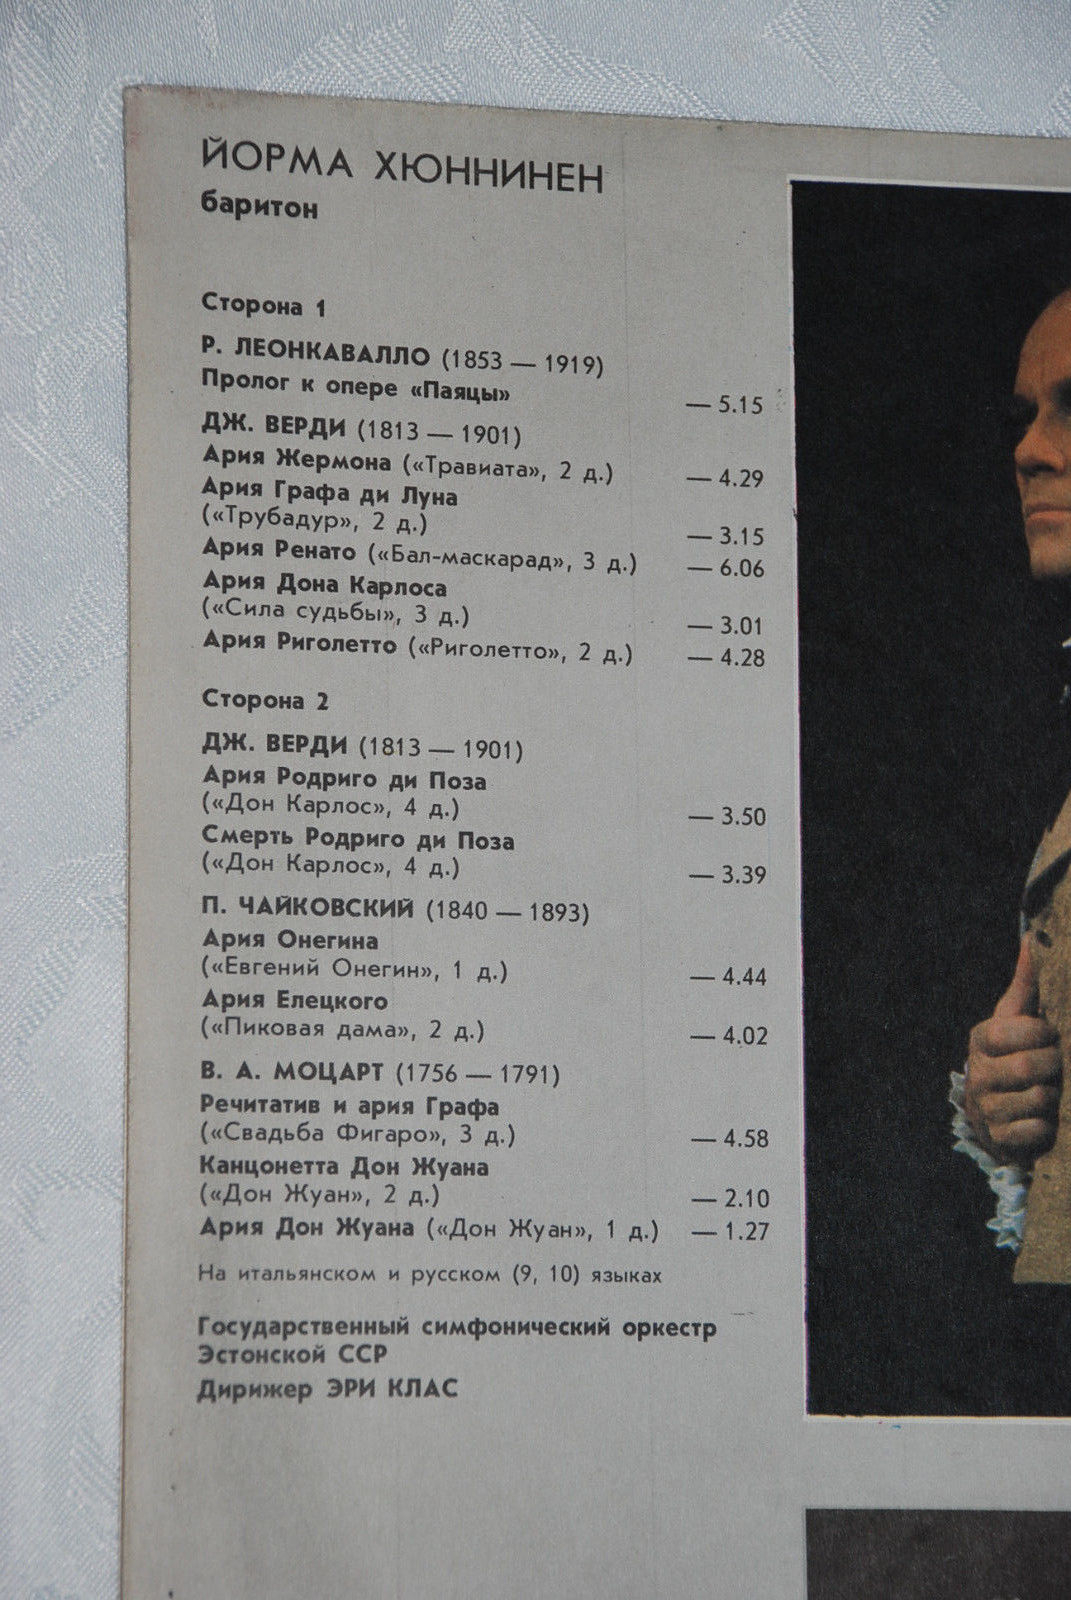 ЙОРМА ХЮННИНЕН
баритон
Сторона 1
Р. ЛЕОНКАВАЛЛО (1853 — 1919)
Пролог к опере «Паяцы» — 5.15
ДЖ. ВЕРДИ (1813 — 1901)
Ария Жермона («Травиата», 2 д.) — 4.29
Ария Графа ди Луна
(«Трубадур», 2 д.) — 3.15
Ария Ренато («Бал-маскарад», 3 д.) — 6.06
Ария Дона Карлоса
(«Сила судьбы», 3 д.) — 3.01
Ария Риголетто («Риголетто», 2 д.) — 4.28
Сторона 2
ДЖ. ВЕРДИ (1813 — 1901)
Ария Родриго ди Поза
(«Дон Карлос», 4 д.) — 3.50
Смерть Родриго ди Поза
(«Дон Карлос», 4 д.) — 3.39
П. ЧАЙКОВСКИЙ (1840 — 1893)
Ария Онегина
(«Евгений Онегин», 1 д.) — 4.44
Ария Елецкого
(«Пиковая дама», 2 д.) — 4.02
В. А. МОЦАРТ (1756 — 1791)
Речитатив и ария Графа
(«Свадьба Фигаро», 3 д.) — 4.58
Канцонетта Дон Жуана
(«Дон Жуан», 2 д.) — 2.10
Ария Дон Жуана («Дон Жуан», 1 д.) — 1.27
На итальянском и русском (9, 10) языках
Государственный симфонический оркестр
Эстонской ССР
Дирижер ЭРИ КЛАС